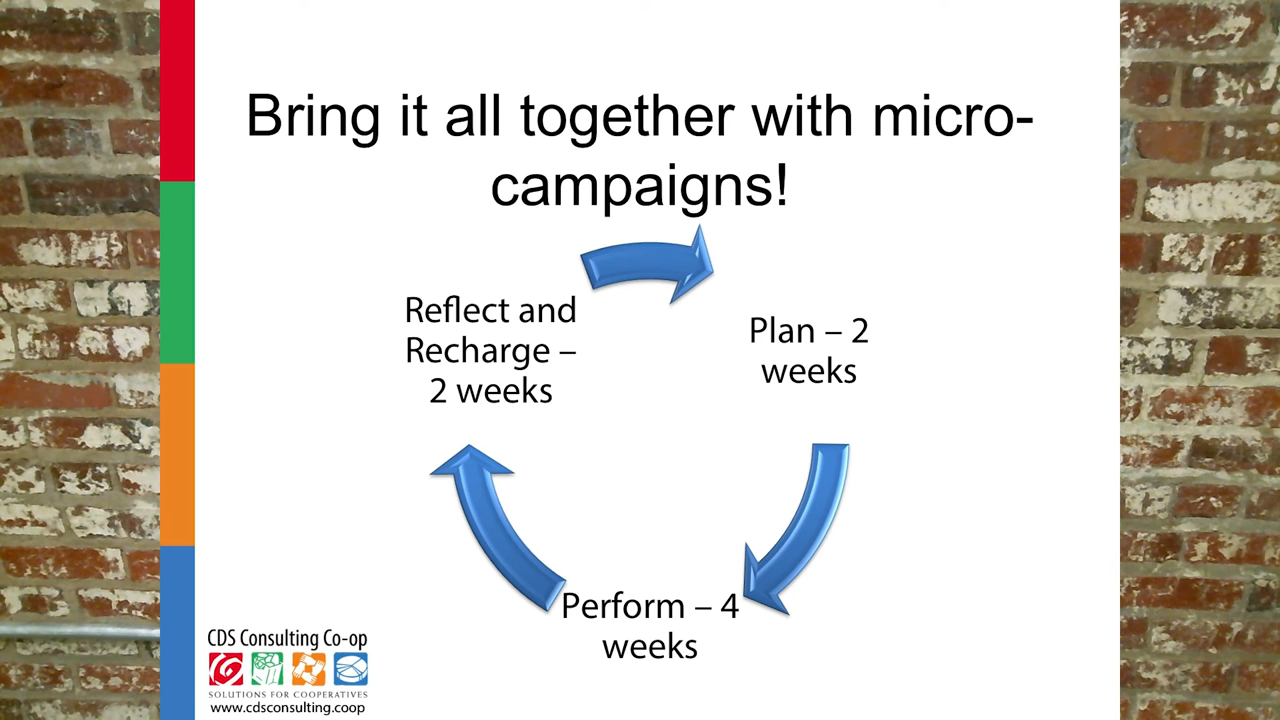 Bring it all together with micro-
campaigns!
Reflect and
Recharge –
2 weeks
Plan – 2
weeks
Perform – 4
weeks
CDS Consulting Co-op
SOLUTIONS FOR COOPERATIVES
www.cdsconsulting.coop